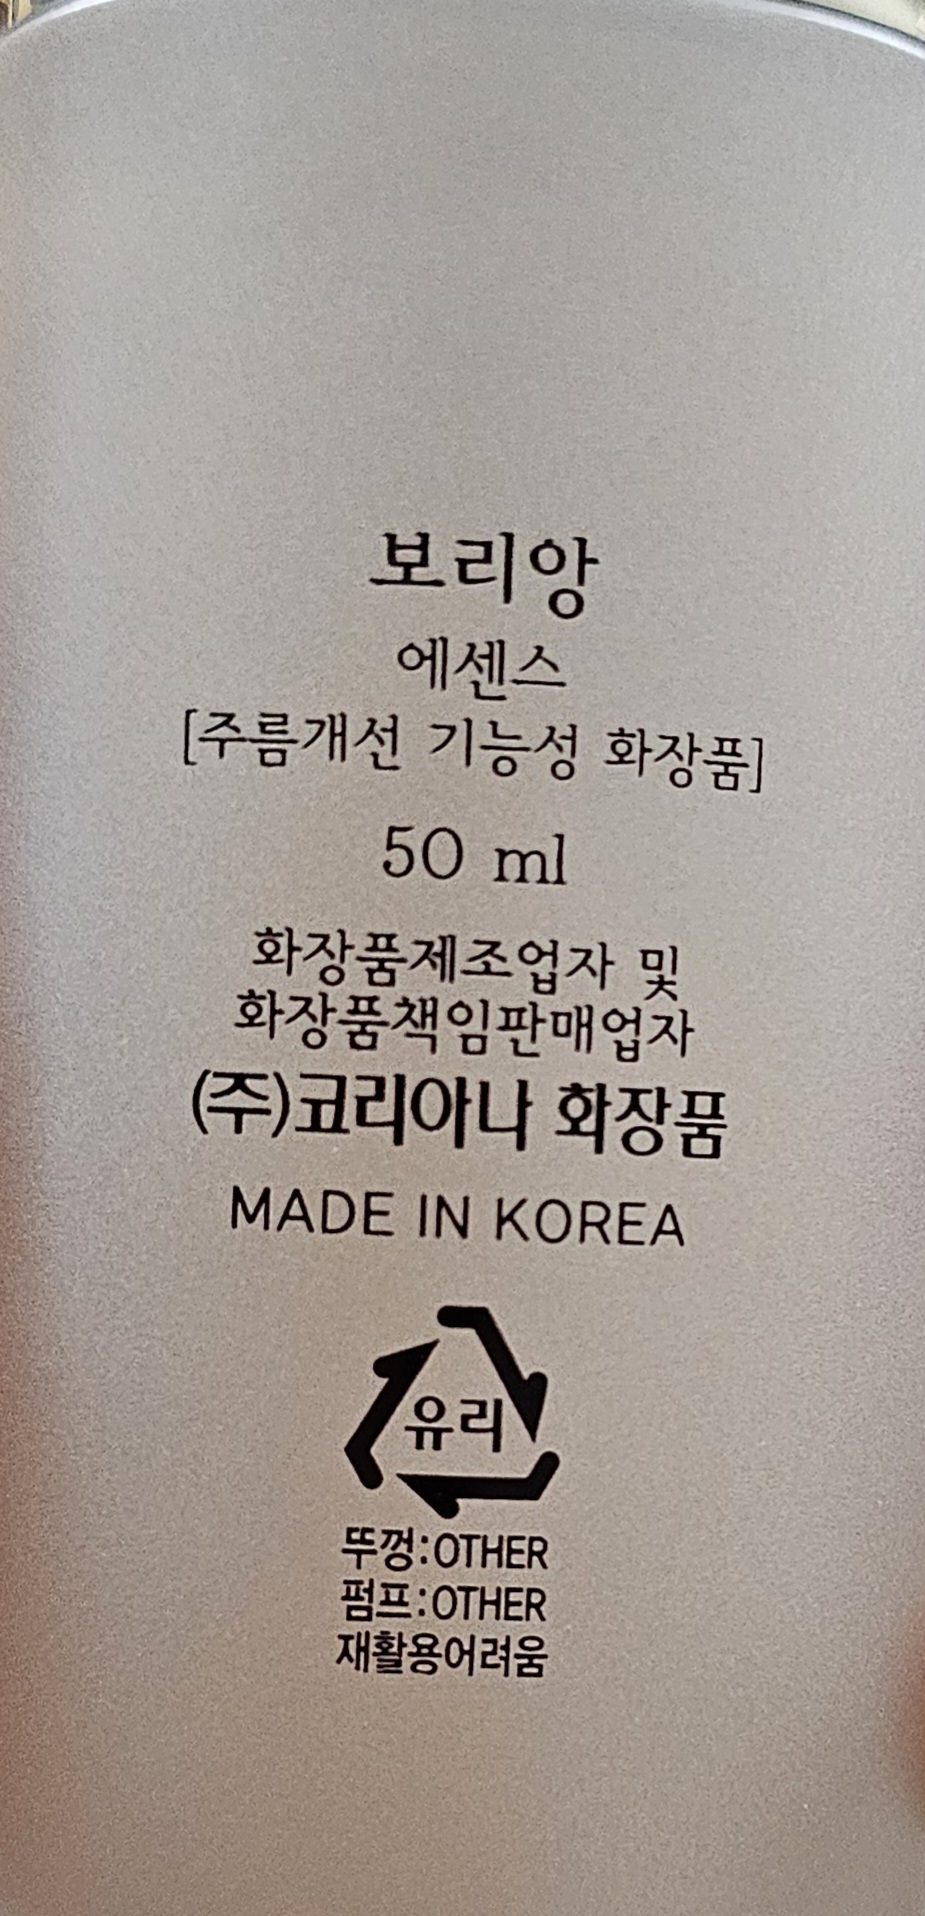 보리앙
에센스
[주름개선 기능성 화장품]
50 ml
화장품제조업자 및
화장품책임판매업자
(주)코리아나 화장품
MADE IN KOREA
유리
뚜껑:OTHER
펌프:OTHER
재활용어려움